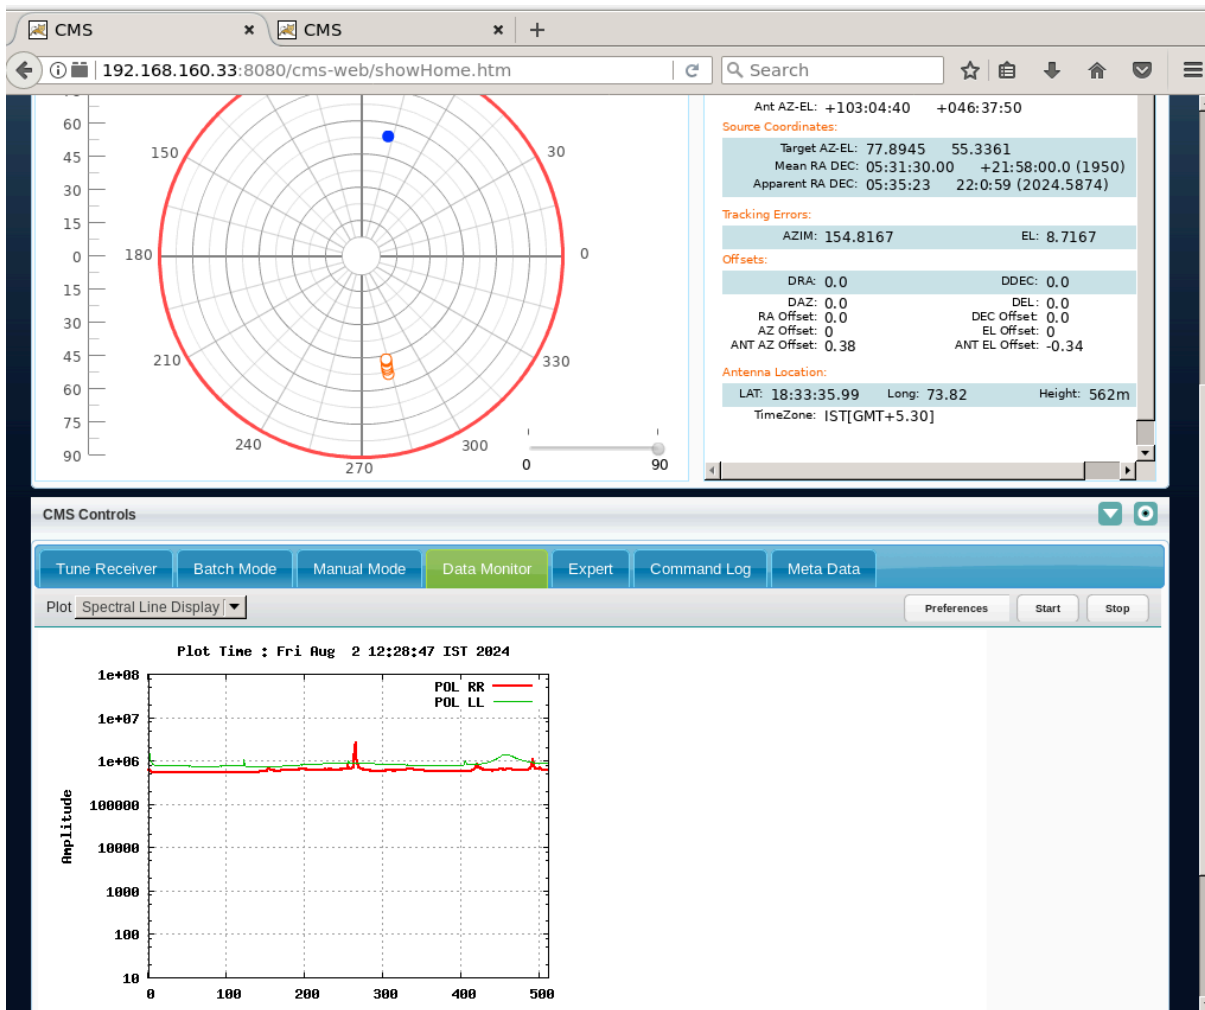 CMS × CMS × +
192.168.160.33:8080/cms-web/showHome.htm Search
60
45
30
15
0
15
30
45
60
75
90
150
30
180
0
210
330
240
300
270
0 90
Ant AZ-EL: +103:04:40 +046:37:50
Source Coordinates:
Target AZ-EL: 77.8945 55.3361
Mean RA DEC: 05:31:30.00 +21:58:00.0 (1950)
Apparent RA DEC: 05:35:23 22:0:59 (2024.5874)
Tracking Errors:
AZIM: 154.8167 EL: 8.7167
Offsets:
DRA: 0.0 DDEC: 0.0
DAZ: 0.0 DEL: 0.0
RA Offset: 0.0 DEC Offset: 0.0
AZ Offset: 0 EL Offset: 0
ANT AZ Offset: 0.38 ANT EL Offset: -0.34
Antenna Location:
LAT: 18:33:35.99 Long: 73.82 Height: 562m
TimeZone: IST[GMT+5.30]
CMS Controls
Tune Receiver Batch Mode Manual Mode Data Monitor Expert Command Log Meta Data
Plot Spectral Line Display Preferences Start Stop
Plot Time : Fri Aug 2 12:28:47 IST 2024
1e+08
POL RR
POL LL
1e+07
1e+06
100000
10000
1000
100
10
Amplitude
0 100 200 300 400 500